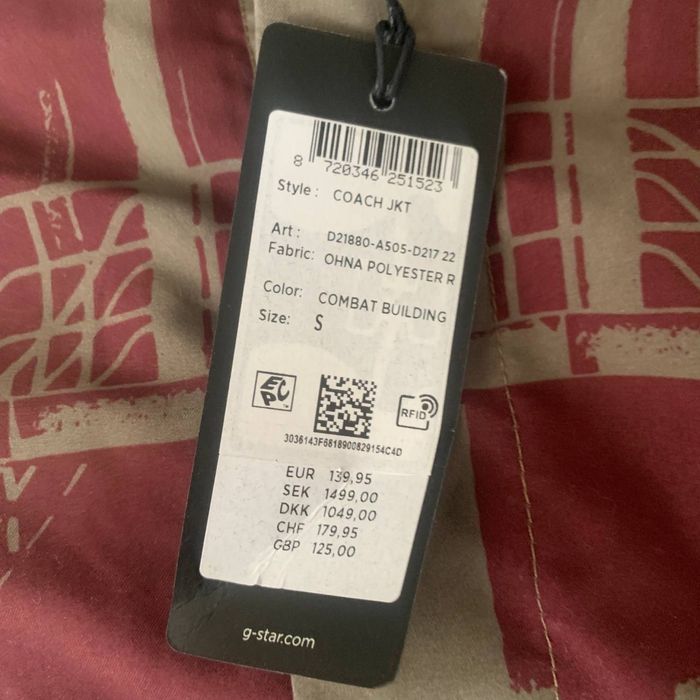 8 720346 251523
Style : COACH JKT
Art : D21880-A505-D217 22
Fabric: OHNA POLYESTER R
Color: COMBAT BUILDING
Size: S
EPC™
RFID
3036143F6818900829154C4D
EUR 139,95
SEK 1499,00
DKK 1049,00
CHF 179,95
GBP 125,00
g-star.com